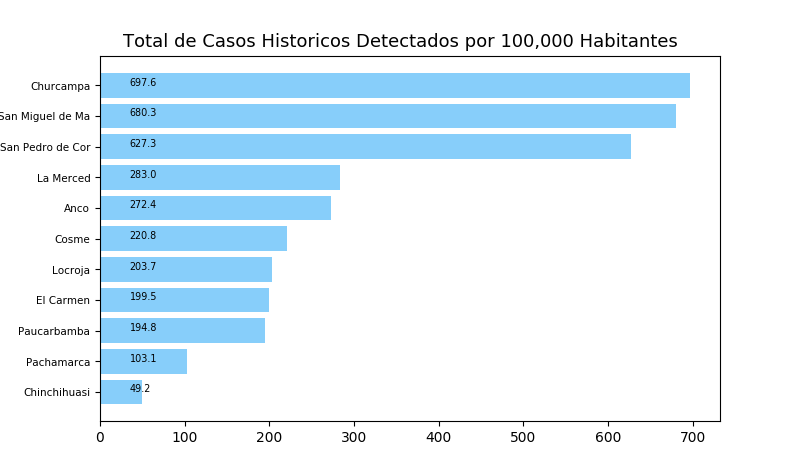 Total de Casos Historicos Detectados por 100,000 Habitantes
Churcampa 697.6
San Miguel de Ma 680.3
San Pedro de Cor 627.3
La Merced 283.0
Anco 272.4
Cosme 220.8
Locroja 203.7
El Carmen 199.5
Paucarbamba 194.8
Pachamarca 103.1
Chinchihuasi 49.2
0 100 200 300 400 500 600 700